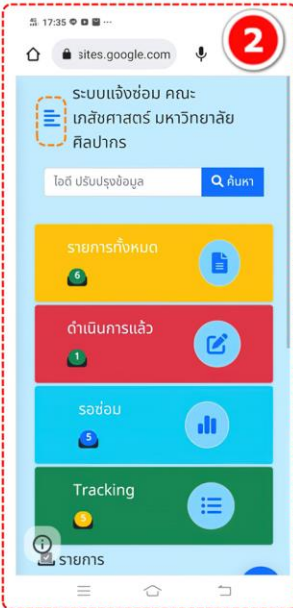 17:35
2
sites.google.com
ระบบแจ้งซ่อม คณะ
เภสัชศาสตร์ มหาวิทยาลัย
ศิลปากร
ไอดี ปรับปรุงข้อมูล
ค้นหา
รายการทั้งหมด
6
ดำเนินการแล้ว
1
รอซ่อม
5
Tracking
5
รายการ